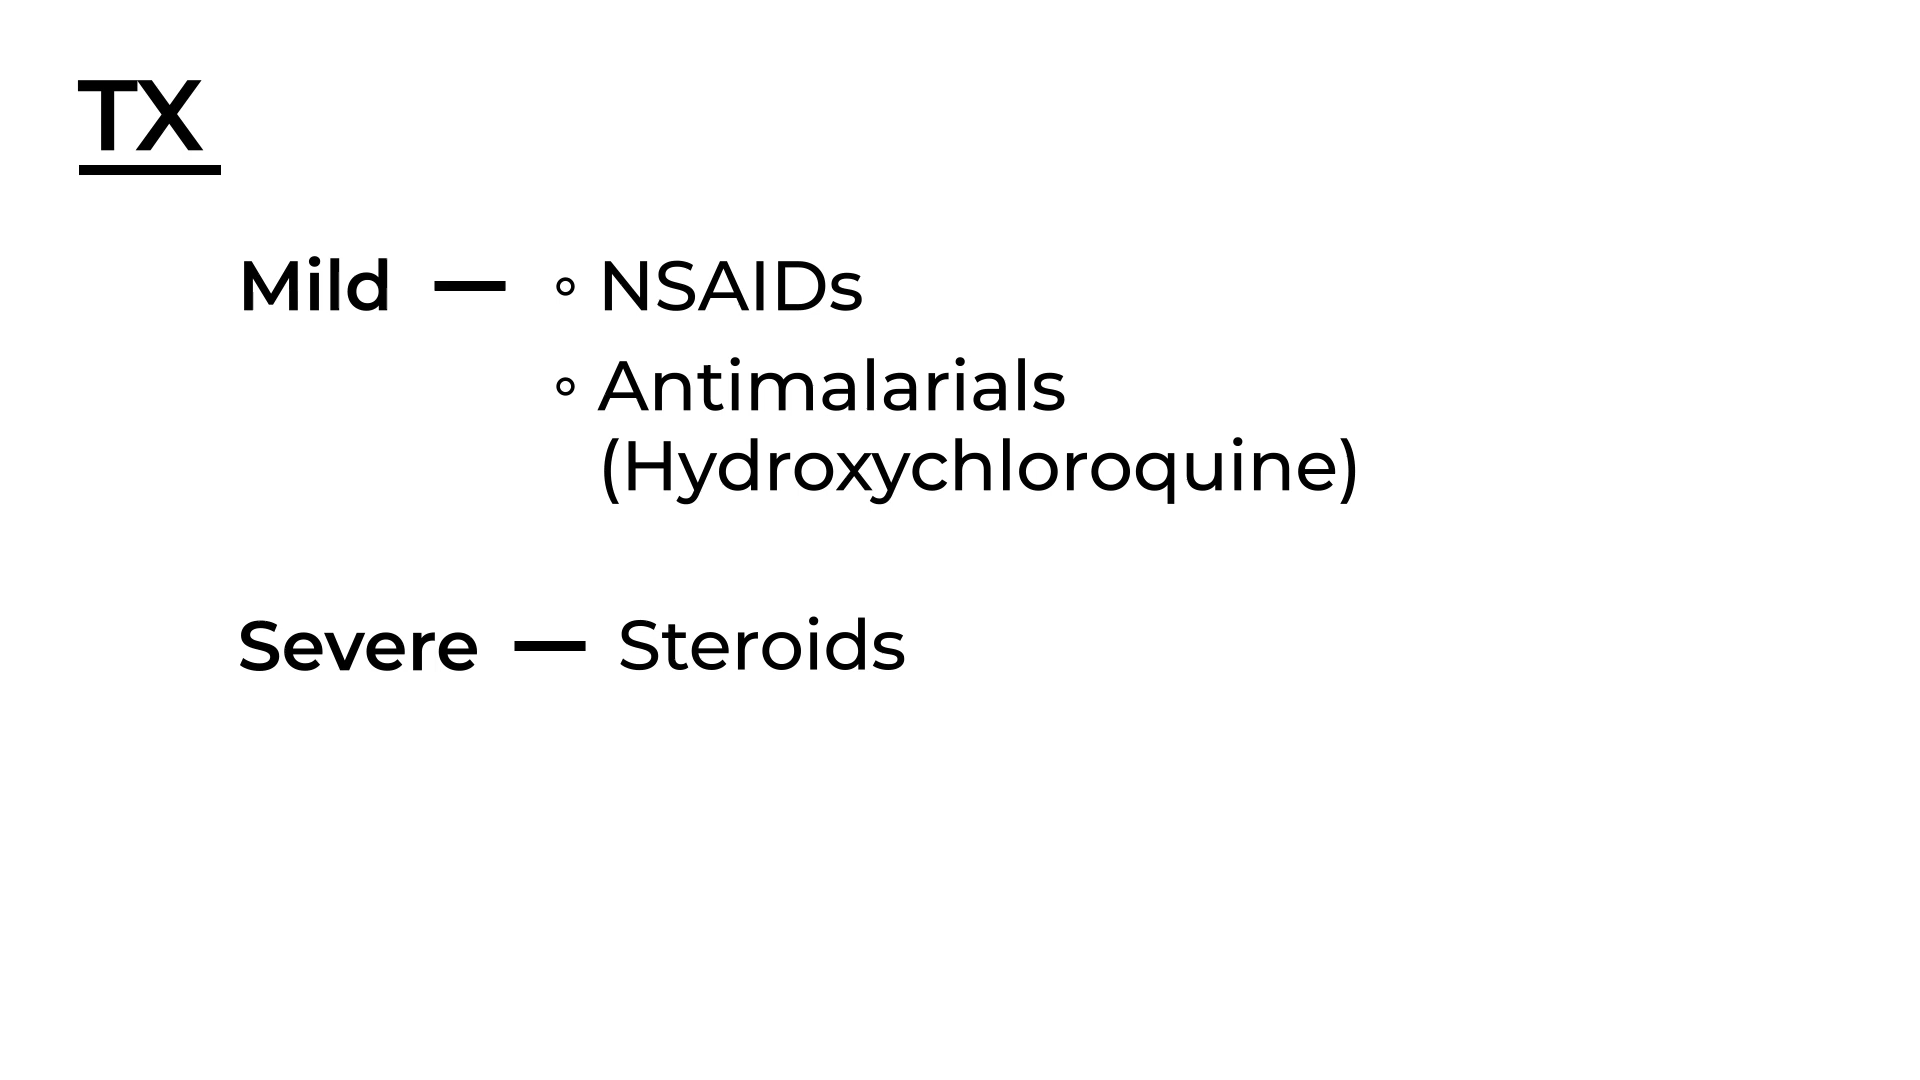 TX
Mild — ◦ NSAIDs
◦ Antimalarials
(Hydroxychloroquine)
Severe — Steroids